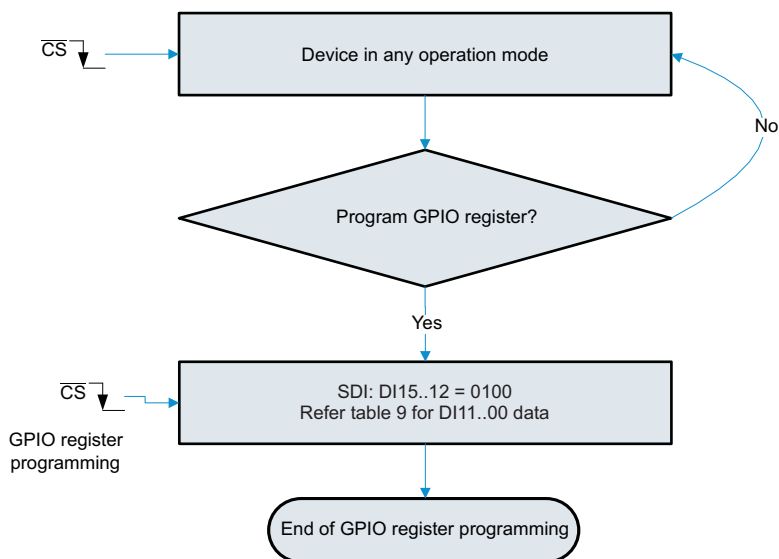 CS
Device in any operation mode
No
Program GPIO register?
Yes
CS
SDI: DI15..12 = 0100
Refer table 9 for DI11..00 data
GPIO register
programming
End of GPIO register programming